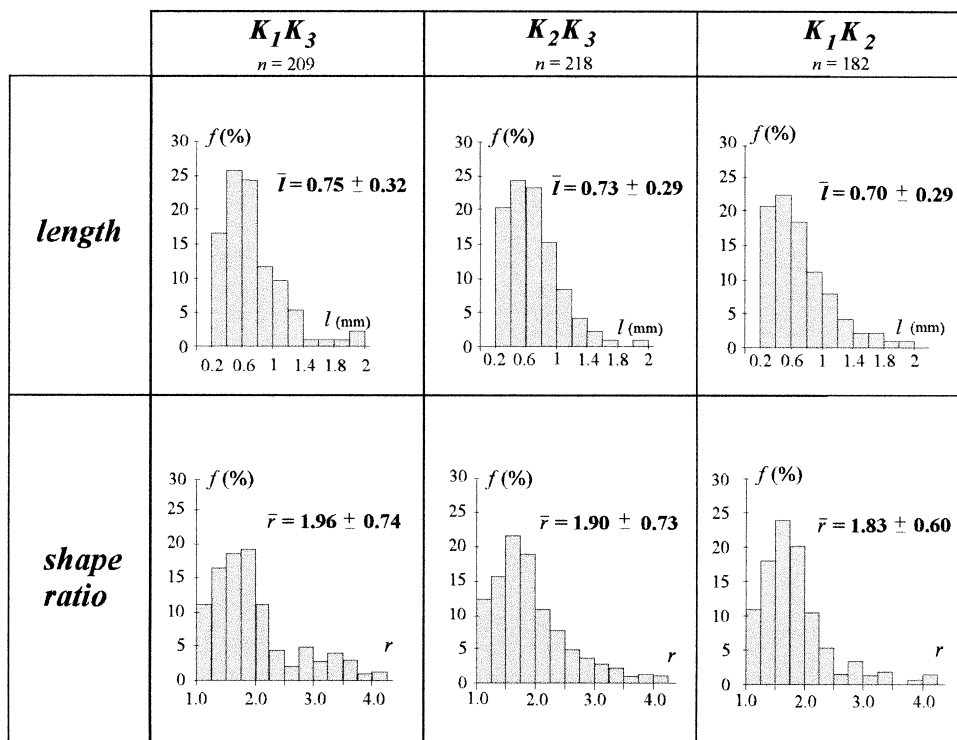 K1K3
n = 209
K2K3
n = 218
K1K2
n = 182
length
f (%)
30
25
20
15
10
5
0
l̄ = 0.75 ± 0.32
l (mm)
0.2 0.6 1 1.4 1.8 2
f (%)
30
25
20
15
10
5
0
l̄ = 0.73 ± 0.29
l (mm)
0.2 0.6 1 1.4 1.8 2
f (%)
30
25
20
15
10
5
0
l̄ = 0.70 ± 0.29
l (mm)
0.2 0.6 1 1.4 1.8 2
shape
ratio
f (%)
30
25
20
15
10
5
0
r̄ = 1.96 ± 0.74
r
1.0 2.0 3.0 4.0
f (%)
30
25
20
15
10
5
0
r̄ = 1.90 ± 0.73
r
1.0 2.0 3.0 4.0
f (%)
30
25
20
15
10
5
0
r̄ = 1.83 ± 0.60
r
1.0 2.0 3.0 4.0